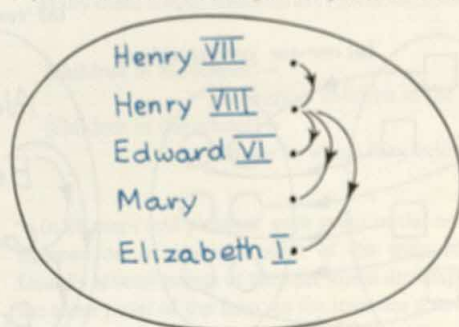 Henry VII
Henry VIII
Edward VI
Mary
Elizabeth I